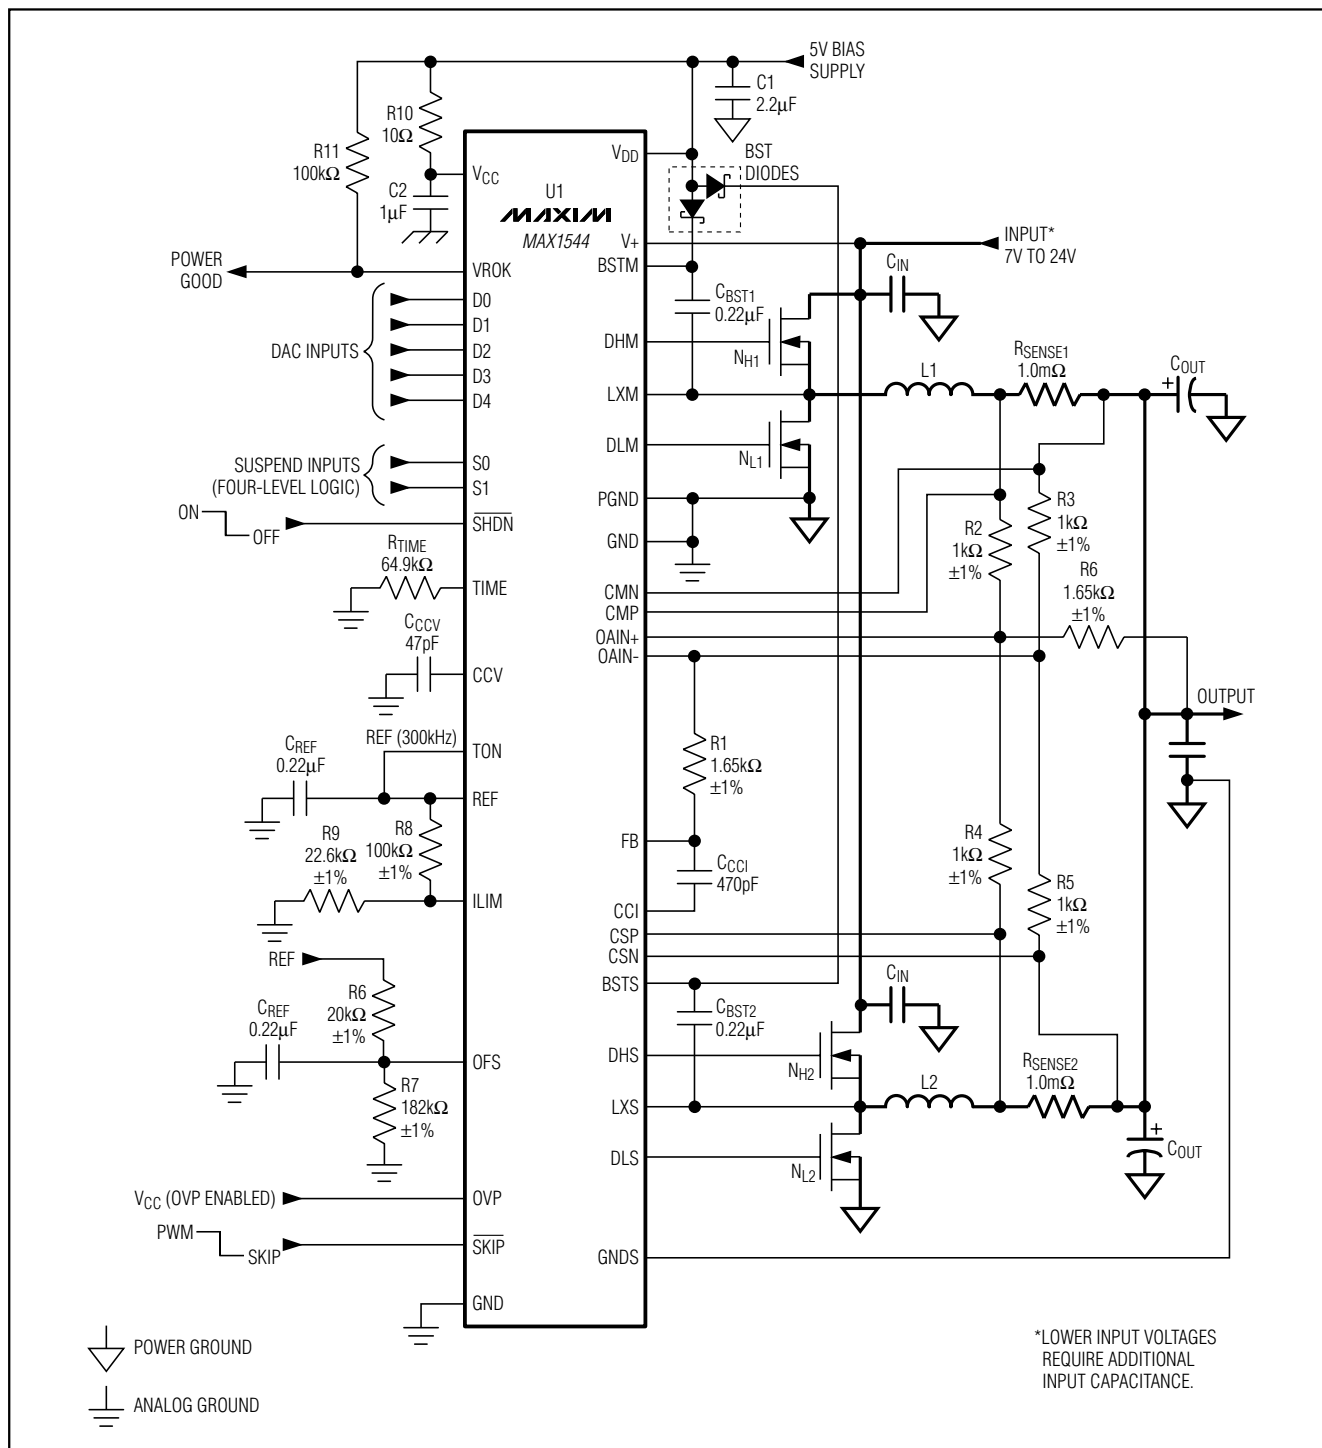 5V BIAS
SUPPLY
C1
2.2µF
R10
10Ω
R11
100kΩ
C2
1µF
VCC
VDD
BST
DIODES
U1
MAXIM
MAX1544
V+
INPUT*
7V TO 24V
BSTM
POWER
GOOD
VROK
CIN
CBST1
0.22µF
DAC INPUTS
D0
D1
D2
D3
D4
DHM
NH1
LXM
L1
RSENSE1
1.0mΩ
+
COUT
DLM
NL1
SUSPEND INPUTS
(FOUR-LEVEL LOGIC)
S0
S1
PGND
ON
OFF
SHDN
GND
R2
1kΩ
±1%
R3
1kΩ
±1%
RTIME
64.9kΩ
TIME
CMN
CMP
R6
1.65kΩ
±1%
OAIN+
OAIN-
CCCV
47pF
CCV
OUTPUT
REF (300kHz)
TON
R1
1.65kΩ
±1%
CREF
0.22µF
REF
R9
22.6kΩ
±1%
R8
100kΩ
±1%
ILIM
FB
CCCI
470pF
CCI
R4
1kΩ
±1%
R5
1kΩ
±1%
CSP
CSN
REF
BSTS
R6
20kΩ
±1%
CREF
0.22µF
OFS
CBST2
0.22µF
CIN
DHS
NH2
R7
182kΩ
±1%
LXS
L2
RSENSE2
1.0mΩ
DLS
NL2
+
COUT
VCC (OVP ENABLED)
OVP
PWM
SKIP
SKIP
GNDS
GND
POWER GROUND
ANALOG GROUND
*LOWER INPUT VOLTAGES
REQUIRE ADDITIONAL
INPUT CAPACITANCE.